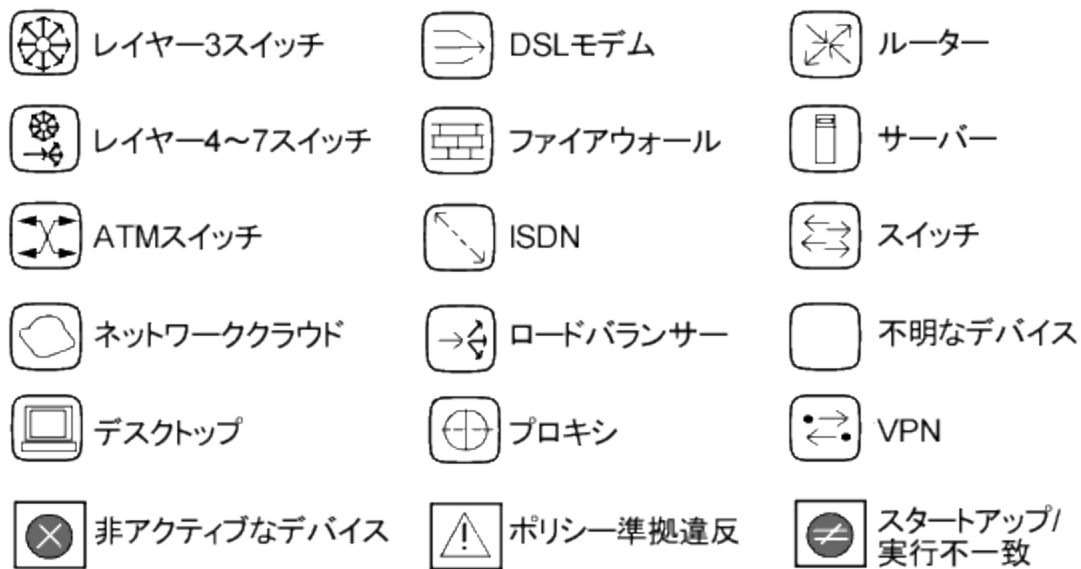 レイヤー3スイッチ
DSLモデム
ルーター
レイヤー4～7スイッチ
ファイアウォール
サーバー
ATMスイッチ
ISDN
スイッチ
ネットワーククラウド
ロードバランサー
不明なデバイス
デスクトップ
プロキシ
VPN
非アクティブなデバイス
ポリシー準拠違反
スタートアップ/
実行不一致